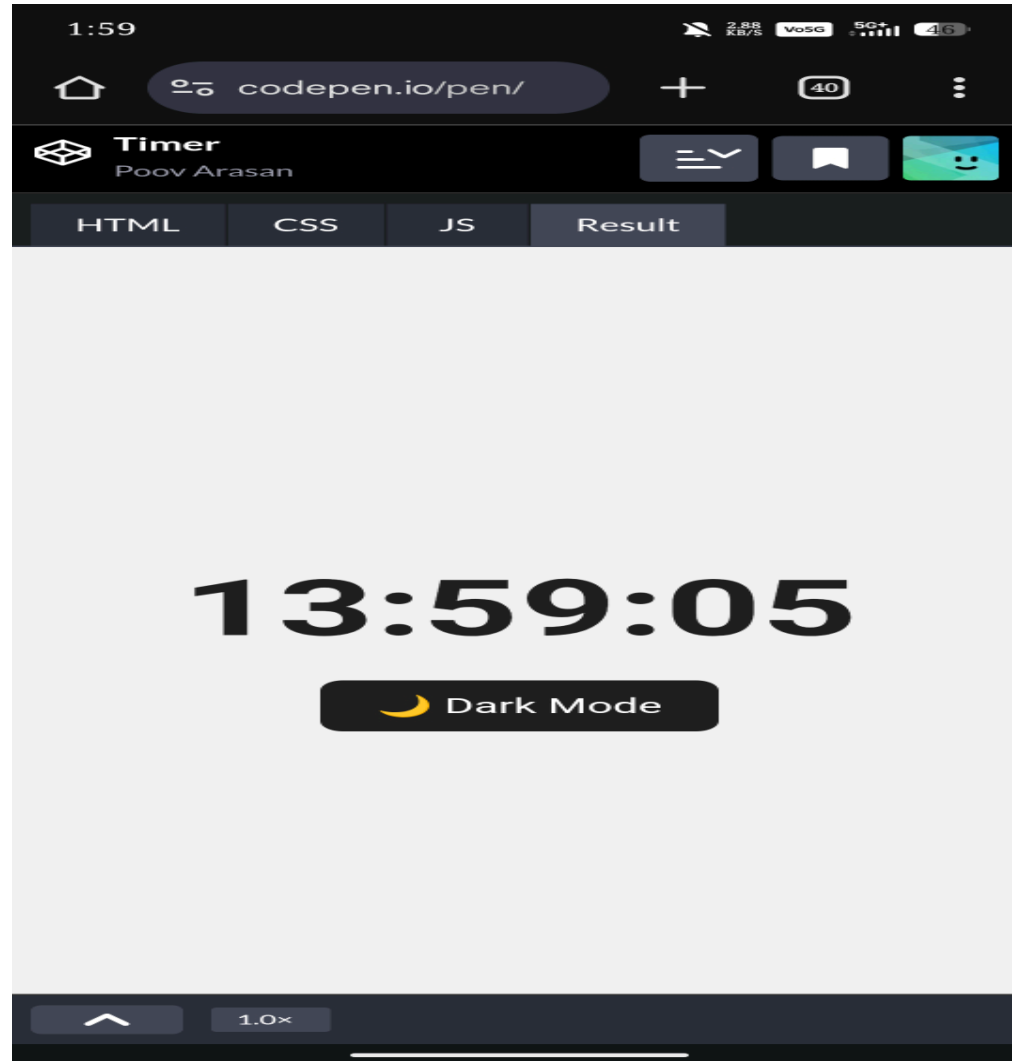 1:59 2.88 KB/S Vo5G 5G+ 46
codepen.io/pen/ 40
Timer
Poov Arasan
HTML CSS JS Result
13:59:05
🌙 Dark Mode
1.0×